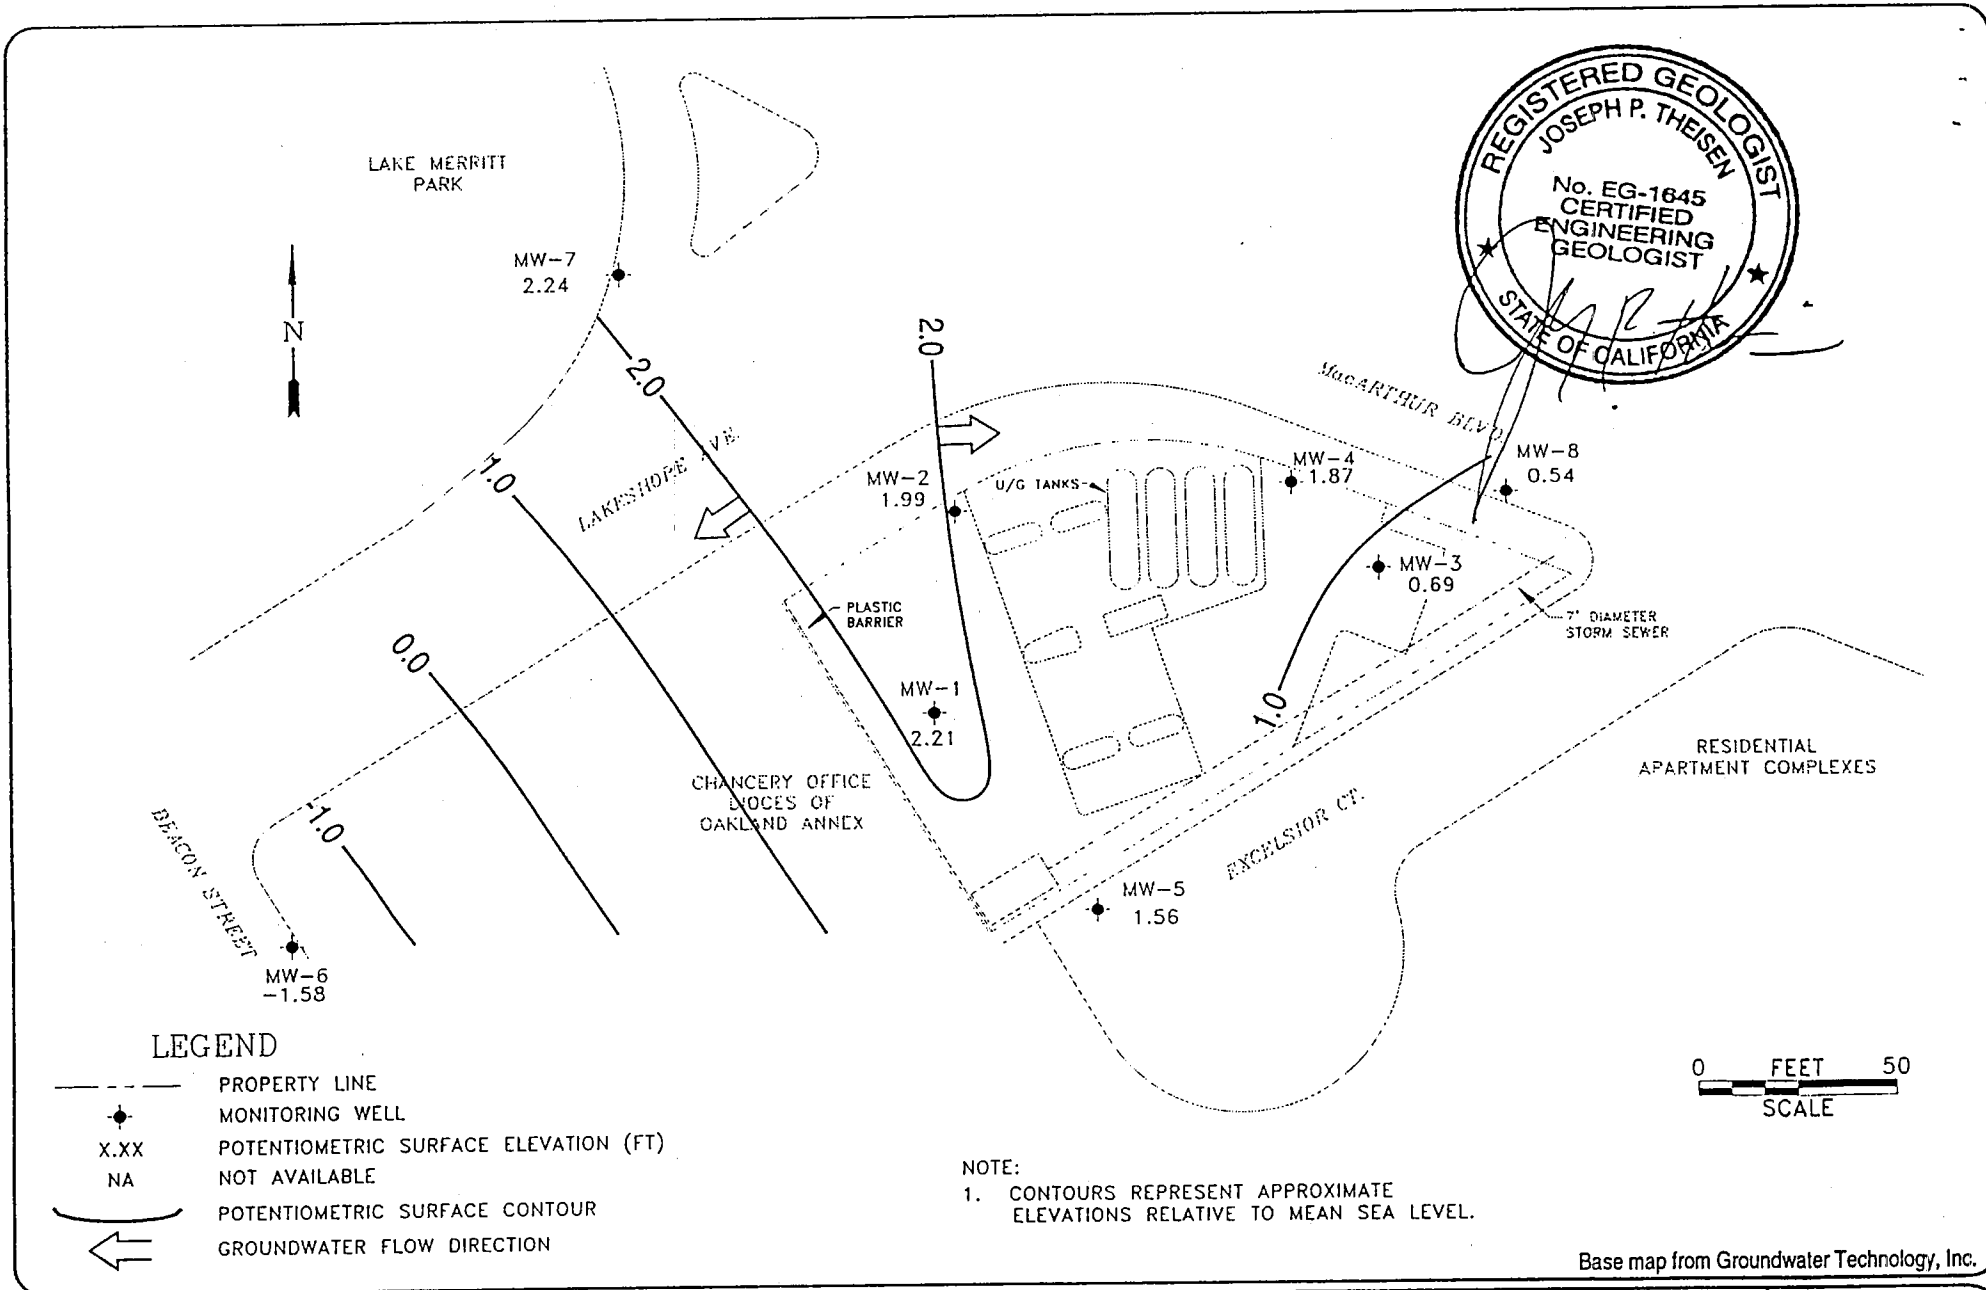 REGISTERED GEOLOGIST
JOSEPH P. THEISEN
No. EG-1645
CERTIFIED
ENGINEERING
GEOLOGIST
STATE OF CALIFORNIA
LAKE MERRITT
PARK
MW-7
2.24
N
2.0
2.0
MacARTHUR BLVD.
LAKESHOPE AVE.
1.0
MW-2
1.99
U/G TANKS
MW-4
1.87
MW-8
0.54
MW-3
0.69
PLASTIC
BARRIER
7' DIAMETER
STORM SEWER
0.0
MW-1
2.21
1.0
RESIDENTIAL
APARTMENT COMPLEXES
CHANCERY OFFICE
DIOCES OF
OAKLAND ANNEX
-1.0
BEACON STREET
EXCELSIOR CT.
MW-5
1.56
MW-6
-1.58
LEGEND
PROPERTY LINE
MONITORING WELL
X.XX POTENTIOMETRIC SURFACE ELEVATION (FT)
NA NOT AVAILABLE
POTENTIOMETRIC SURFACE CONTOUR
GROUNDWATER FLOW DIRECTION
0 FEET 50
SCALE
NOTE:
1. CONTOURS REPRESENT APPROXIMATE
ELEVATIONS RELATIVE TO MEAN SEA LEVEL.
Base map from Groundwater Technology, Inc.